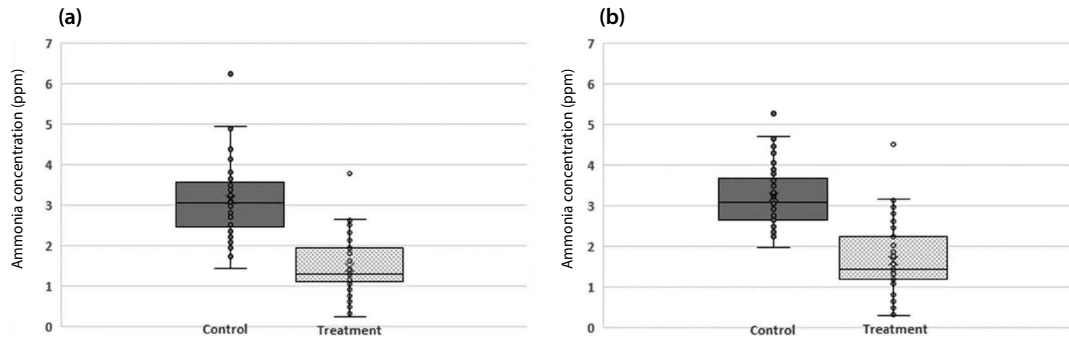 (a)
Ammonia concentration (ppm)
7
6
5
4
3
2
1
0
Control Treatment
(b)
Ammonia concentration (ppm)
7
6
5
4
3
2
1
0
Control Treatment